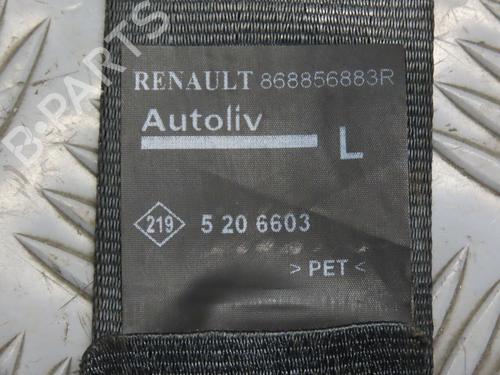 RENAULT 868856883R
Autoliv
L
219 5 20 6603
> PET <
B-PARTS